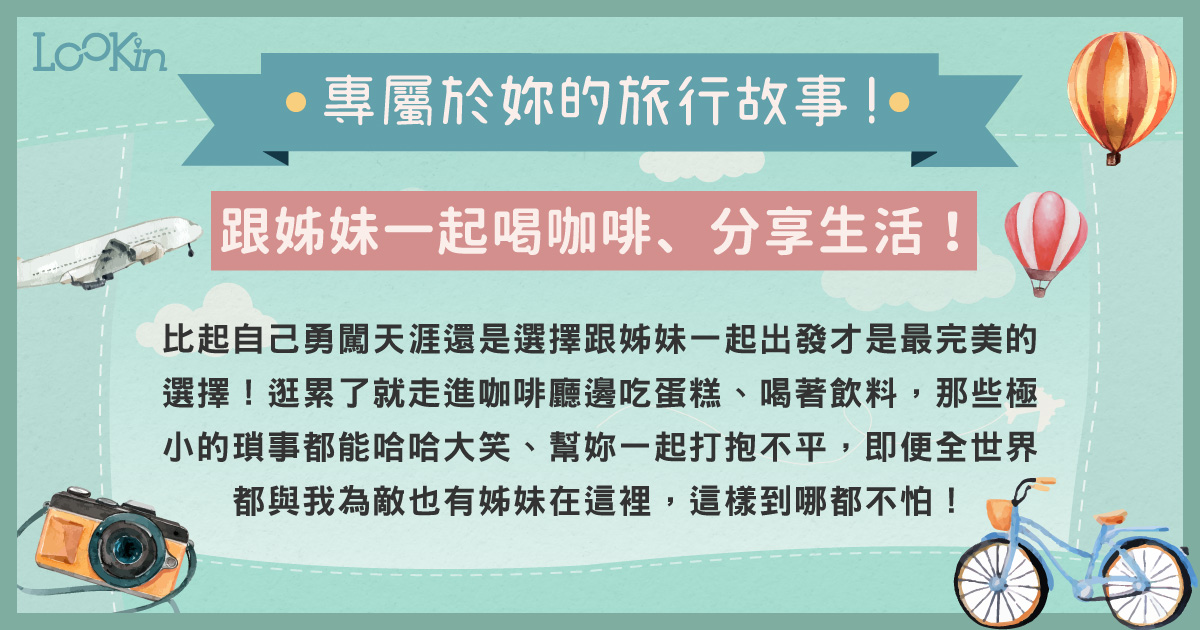 LooKin
專屬於妳的旅行故事！
跟姊妹一起喝咖啡、分享生活！
比起自己勇闖天涯還是選擇跟姊妹一起出發才是最完美的
選擇！逛累了就走進咖啡廳邊吃蛋糕、喝著飲料，那些極
小的瑣事都能哈哈大笑、幫妳一起打抱不平，即便全世界
都與我為敵也有姊妹在這裡，這樣到哪都不怕！